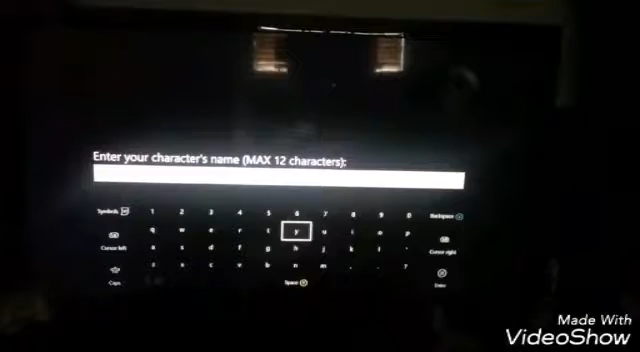 Enter your character's name (MAX 12 characters):
Symbols 1 2 3 4 5 6 7 8 9 0 Backspace
q w e r t y u i o p
Cursor left a s d f g h j k l Cursor right
z x c v b n m , . ?
Caps Space Enter
Made With
VideoShow